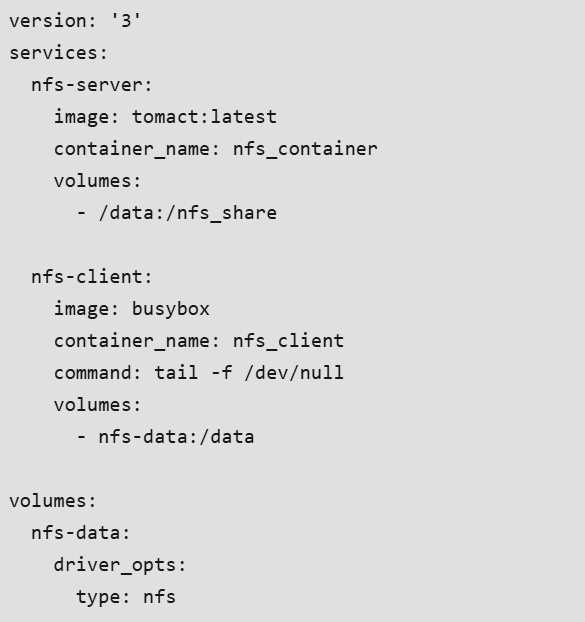 version: '3'
services:
  nfs-server:
    image: tomact:latest
    container_name: nfs_container
    volumes:
      - /data:/nfs_share

  nfs-client:
    image: busybox
    container_name: nfs_client
    command: tail -f /dev/null
    volumes:
      - nfs-data:/data

volumes:
  nfs-data:
    driver_opts:
      type: nfs